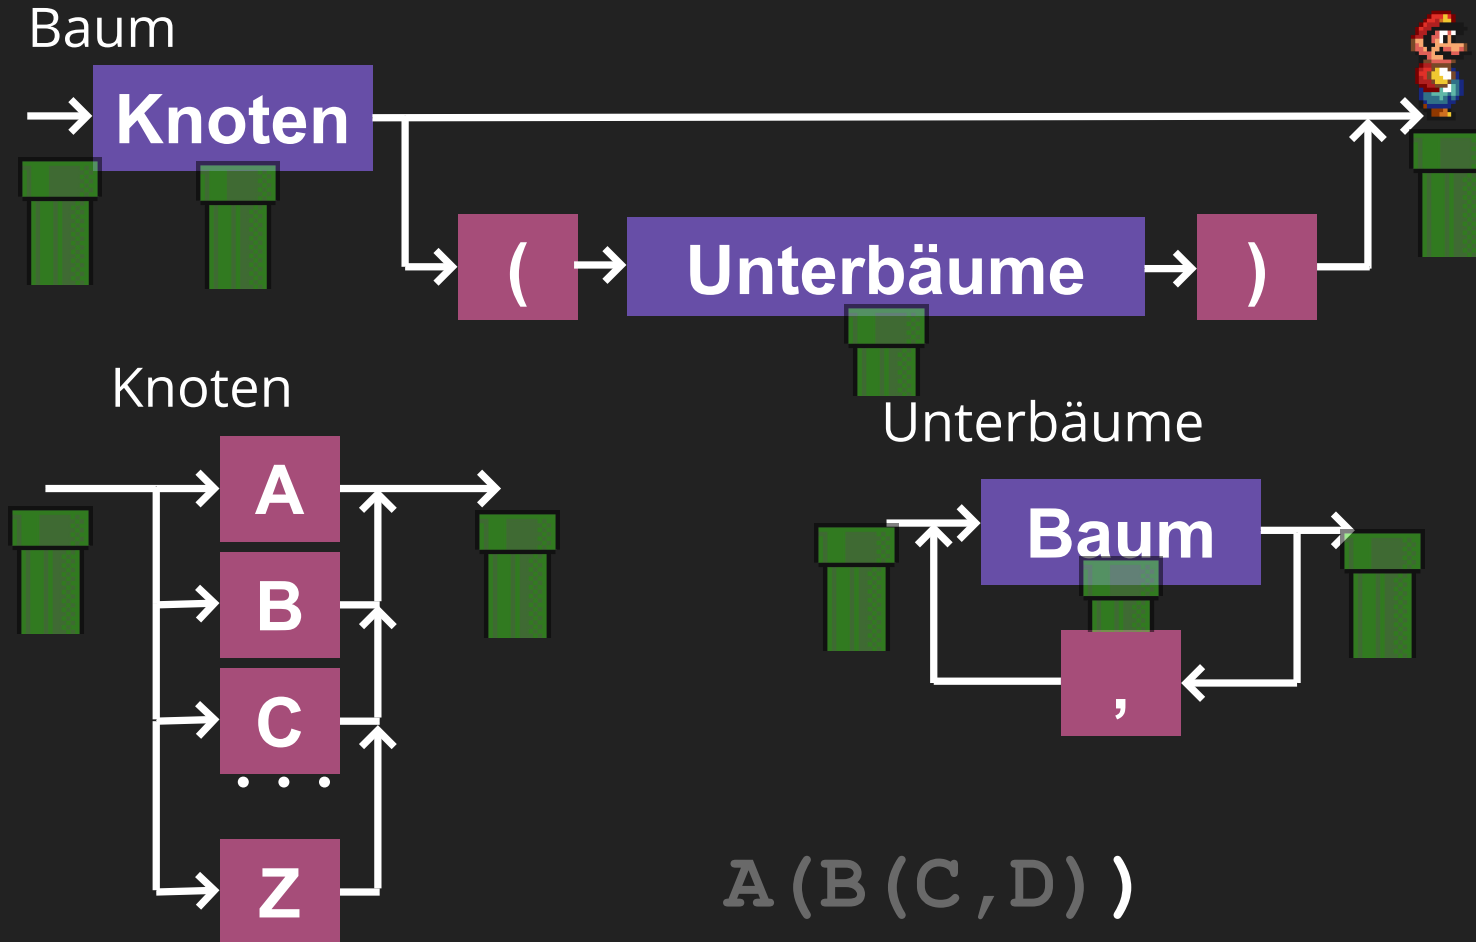 Baum
Knoten
( Unterbäume )
Knoten
Unterbäume
A
Baum
B
C
,
. . .
Z
A(B(C,D))